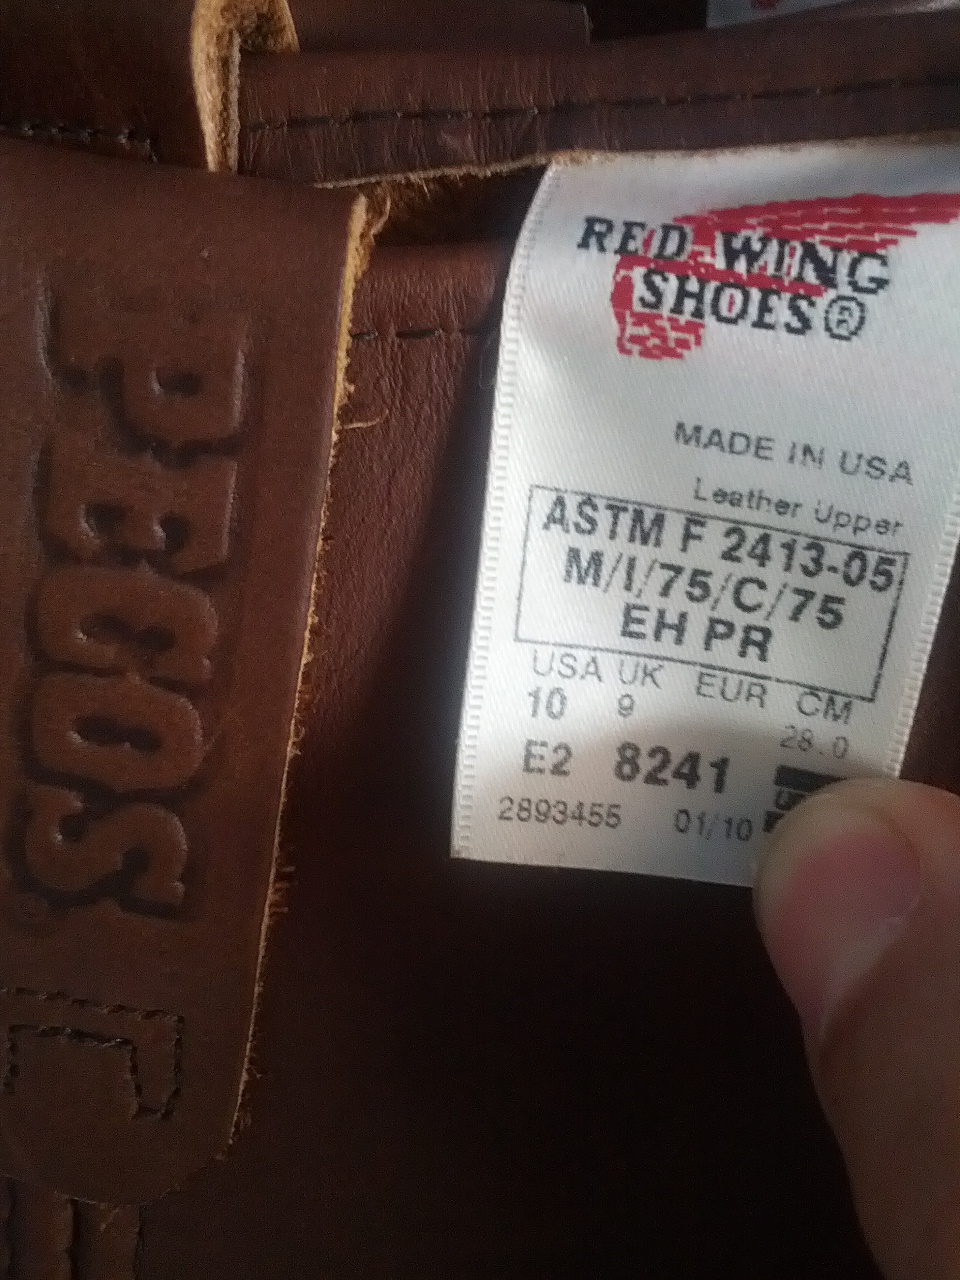 PECOS
RED WING
SHOES®
MADE IN USA
Leather Upper
ASTM F 2413-05
M/I/75/C/75
EH PR
USA UK EUR CM
10 9 28.0
E2 8241
2893455 01/10